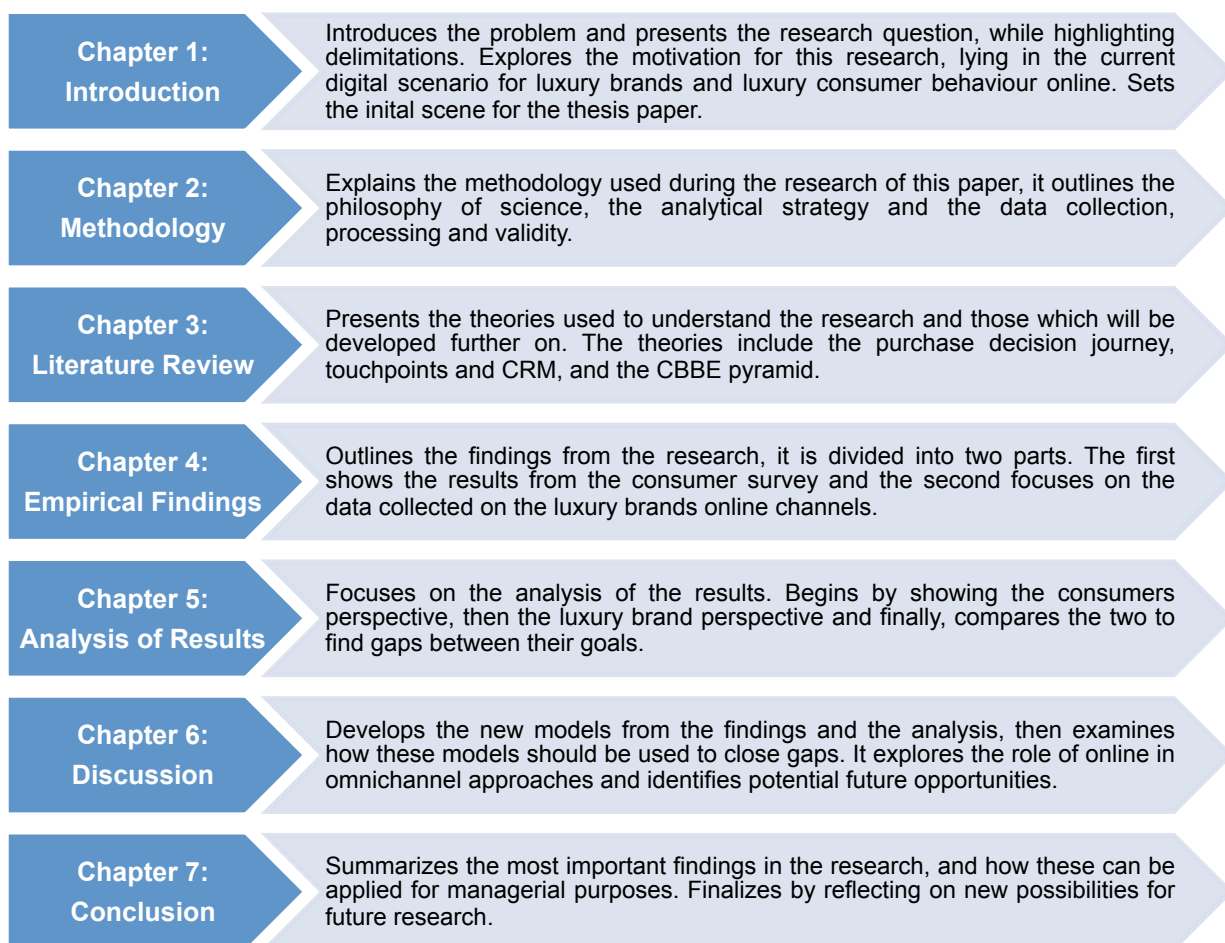 Chapter 1:
Introduction
Introduces the problem and presents the research question, while highlighting
delimitations. Explores the motivation for this research, lying in the current
digital scenario for luxury brands and luxury consumer behaviour online. Sets
the inital scene for the thesis paper.
Chapter 2:
Methodology
Explains the methodology used during the research of this paper, it outlines the
philosophy of science, the analytical strategy and the data collection,
processing and validity.
Chapter 3:
Literature Review
Presents the theories used to understand the research and those which will be
developed further on. The theories include the purchase decision journey,
touchpoints and CRM, and the CBBE pyramid.
Chapter 4:
Empirical Findings
Outlines the findings from the research, it is divided into two parts. The first
shows the results from the consumer survey and the second focuses on the
data collected on the luxury brands online channels.
Chapter 5:
Analysis of Results
Focuses on the analysis of the results. Begins by showing the consumers
perspective, then the luxury brand perspective and finally, compares the two to
find gaps between their goals.
Chapter 6:
Discussion
Develops the new models from the findings and the analysis, then examines
how these models should be used to close gaps. It explores the role of online in
omnichannel approaches and identifies potential future opportunities.
Chapter 7:
Conclusion
Summarizes the most important findings in the research, and how these can be
applied for managerial purposes. Finalizes by reflecting on new possibilities for
future research.